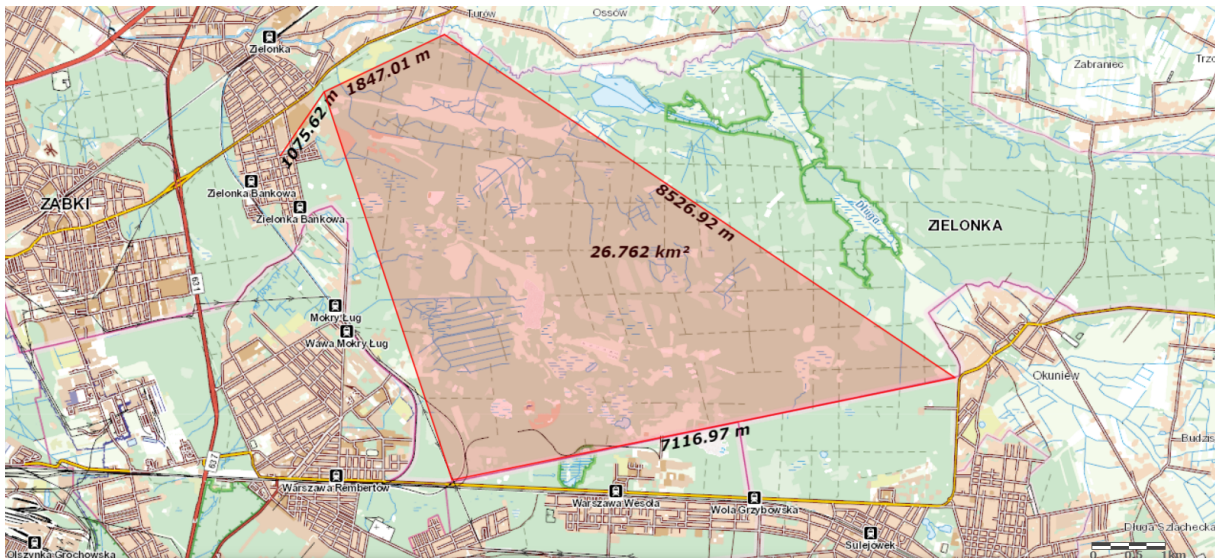 Turów
Ossów
Zielonka
Zabraniec
1847.01 m
1075.62 m
Zielonka Bankowa
ZĄBKI
Zielonka Bankowa
8526.92 m
Długa
ZIELONKA
26.762 km²
631
Mokry Ług
Wawa Mokry Ług
Okuniew
7116.97 m
637
Warszawa Rembertów
Warszawa Wesoła
Wola Grzybowska
Sulejówek
Długa Szlachecka
Olszynka Grochowska